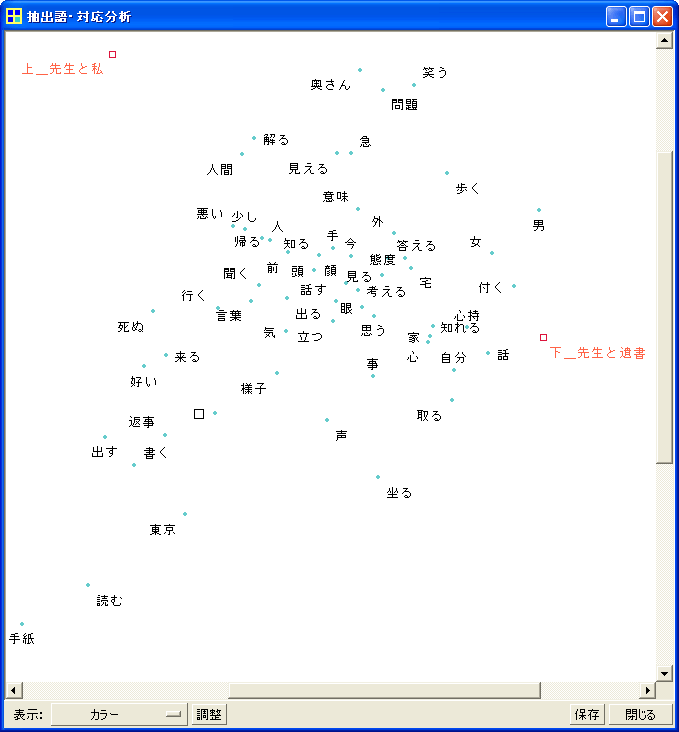 抽出語・対応分析
上＿先生と私
奥さん
笑う
問題
解る
急
人間
見える
歩く
意味
悪い
少し
人
外
男
帰る
知る
手
今
答える
女
聞く
前
頭
顔
見る
態度
宅
付く
行く
話す
考える
死ぬ
言葉
出る
眼
心持
気
立つ
思う
家
知れる
下＿先生と遺書
来る
事
心
自分
話
好い
様子
返事
□
取る
出す
書く
声
坐る
東京
読む
手紙
表示:
カラー
調整
保存
閉じる